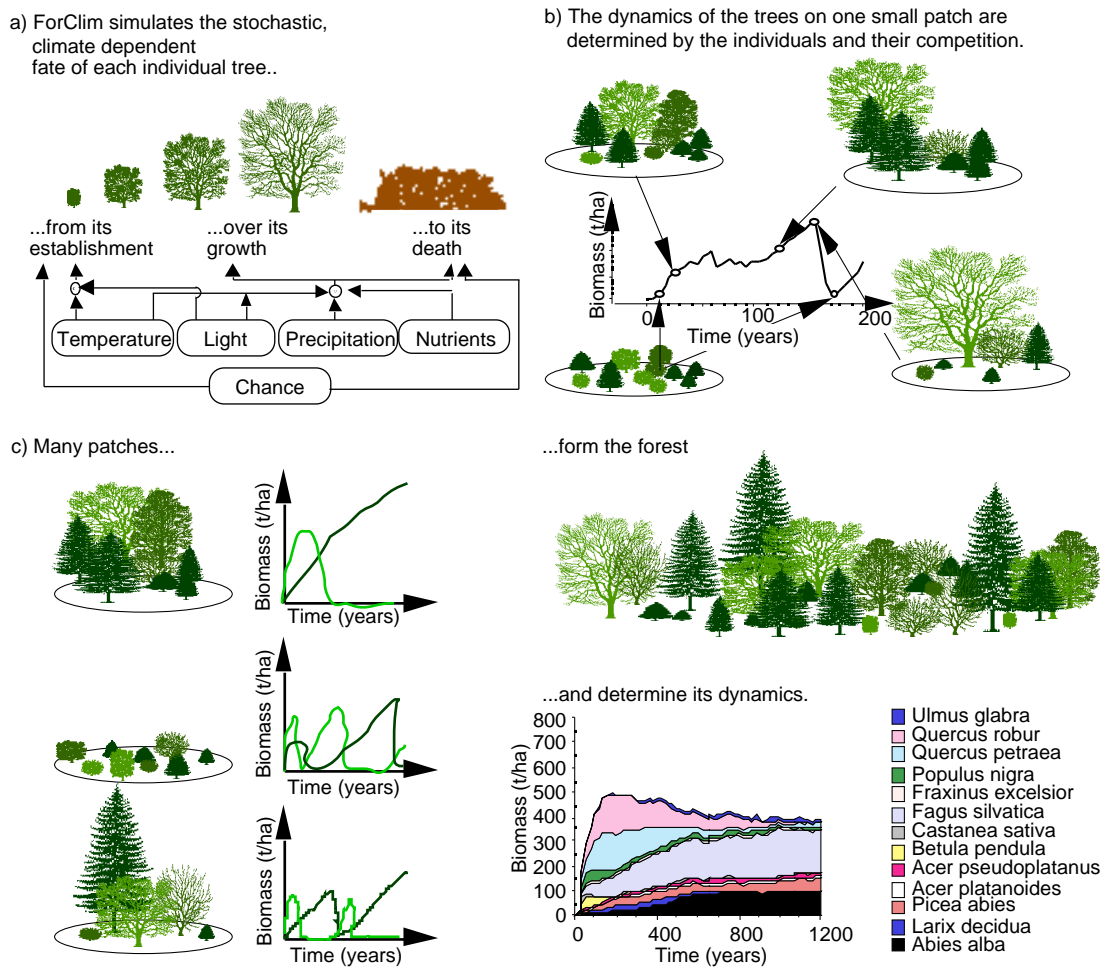 a) ForClim simulates the stochastic,
climate dependent
fate of each individual tree..
...from its
establishment
...over its
growth
...to its
death
Temperature
Light
Precipitation
Nutrients
Chance
b) The dynamics of the trees on one small patch are
determined by the individuals and their competition.
Biomass (t/ha)
0
200
Time (years)
c) Many patches...
Biomass (t/ha)
Time (years)
Biomass (t/ha)
Time (years)
Biomass (t/ha)
Time (years)
...form the forest
...and determine its dynamics.
Biomass (t/ha)
800
700
600
500
400
300
200
100
0
0
400
800
1200
Time (years)
Ulmus glabra
Quercus robur
Quercus petraea
Populus nigra
Fraxinus excelsior
Fagus silvatica
Castanea sativa
Betula pendula
Acer pseudoplatanus
Acer platanoides
Picea abies
Larix decidua
Abies alba